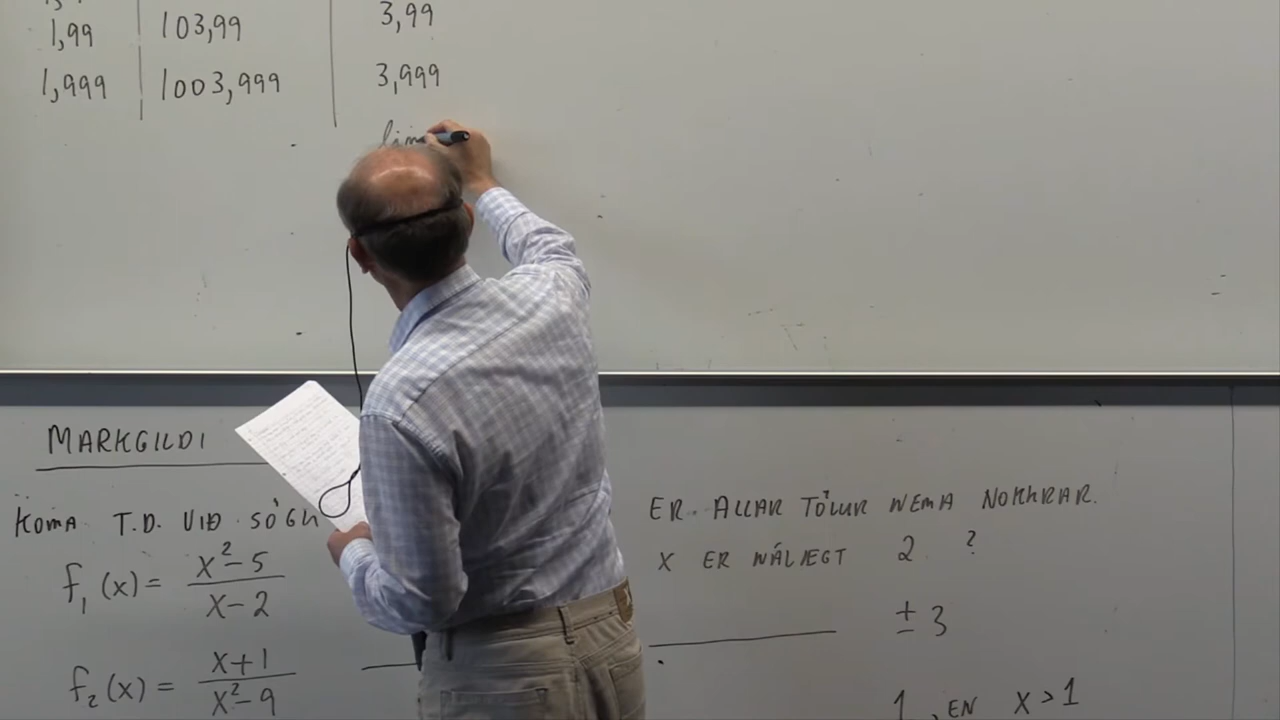 1,99 103,99 3,99
1,999 1003,999 3,999
lim
MARKGILDI
KOMA T.D. VIÐ SÖGU
ER ALLAR TÖLUR NEMA NOKKRAR.
f₁(x) = x²-5 / x-2
X ER NÁLÆGT 2 ?
± 3
f₂(x) = x+1 / x²-9
1, EN X > 1